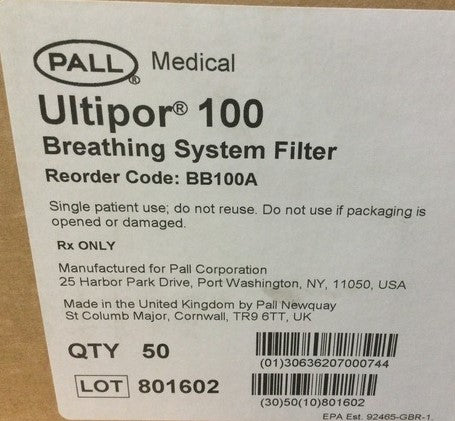 PALL® Medical
Ultipor® 100
Breathing System Filter
Reorder Code: BB100A
Single patient use; do not reuse. Do not use if packaging is
opened or damaged.
Rx ONLY
Manufactured for Pall Corporation
25 Harbor Park Drive, Port Washington, NY, 11050, USA
Made in the United Kingdom by Pall Newquay
St Columb Major, Cornwall, TR9 6TT, UK
QTY 50
(01)30636207000744
LOT 801602
(30)50(10)801602
EPA Est. 92465-GBR-1.